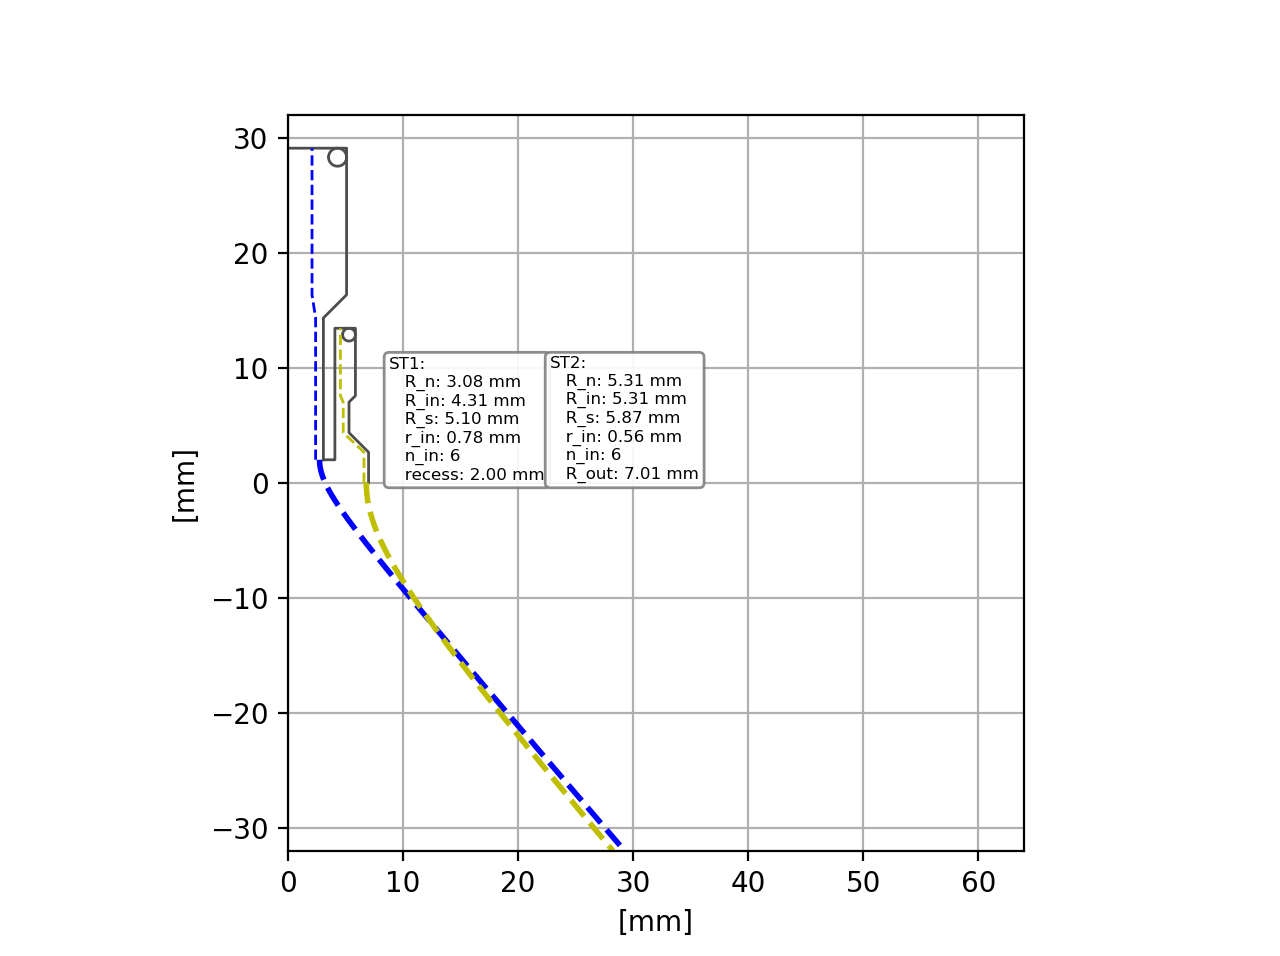 30
20
10
0
−10
−20
−30
[mm]
ST1:
R_n: 3.08 mm
R_in: 4.31 mm
R_s: 5.10 mm
r_in: 0.78 mm
n_in: 6
recess: 2.00 mm
ST2:
R_n: 5.31 mm
R_in: 5.31 mm
R_s: 5.87 mm
r_in: 0.56 mm
n_in: 6
R_out: 7.01 mm
0 10 20 30 40 50 60
[mm]